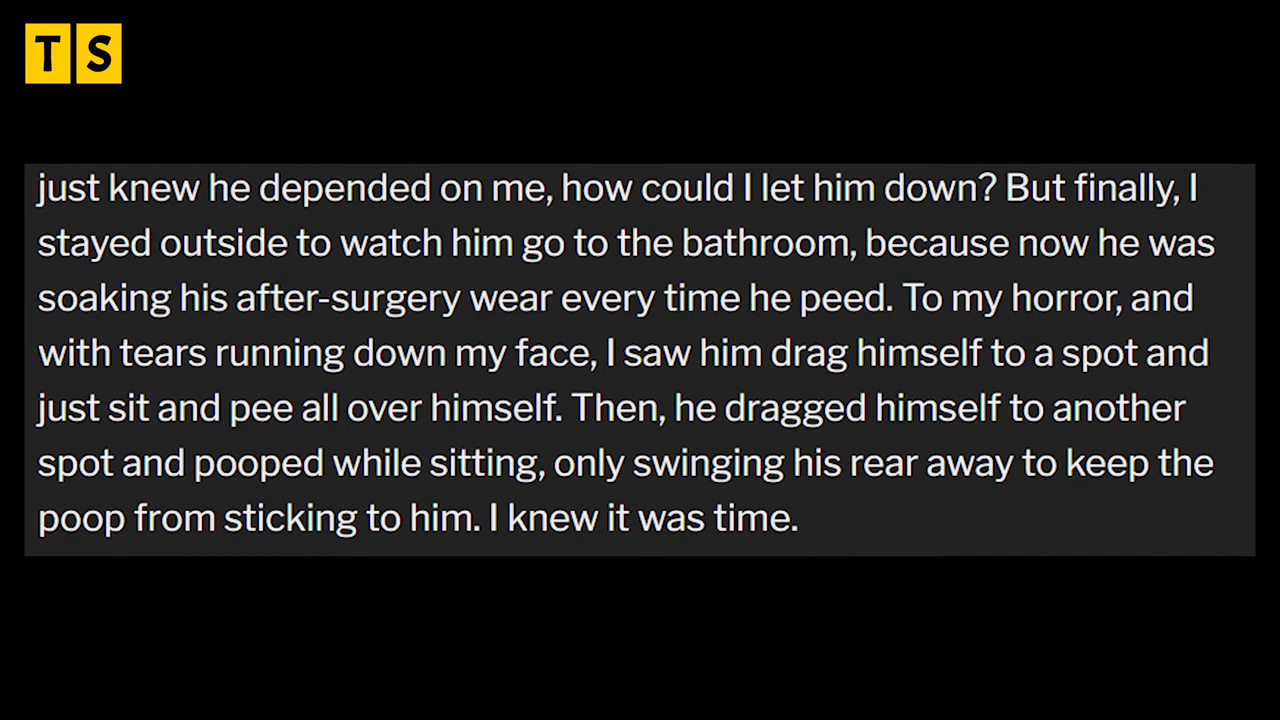 TS
just knew he depended on me, how could I let him down? But finally, I
stayed outside to watch him go to the bathroom, because now he was
soaking his after-surgery wear every time he peed. To my horror, and
with tears running down my face, I saw him drag himself to a spot and
just sit and pee all over himself. Then, he dragged himself to another
spot and pooped while sitting, only swinging his rear away to keep the
poop from sticking to him. I knew it was time.